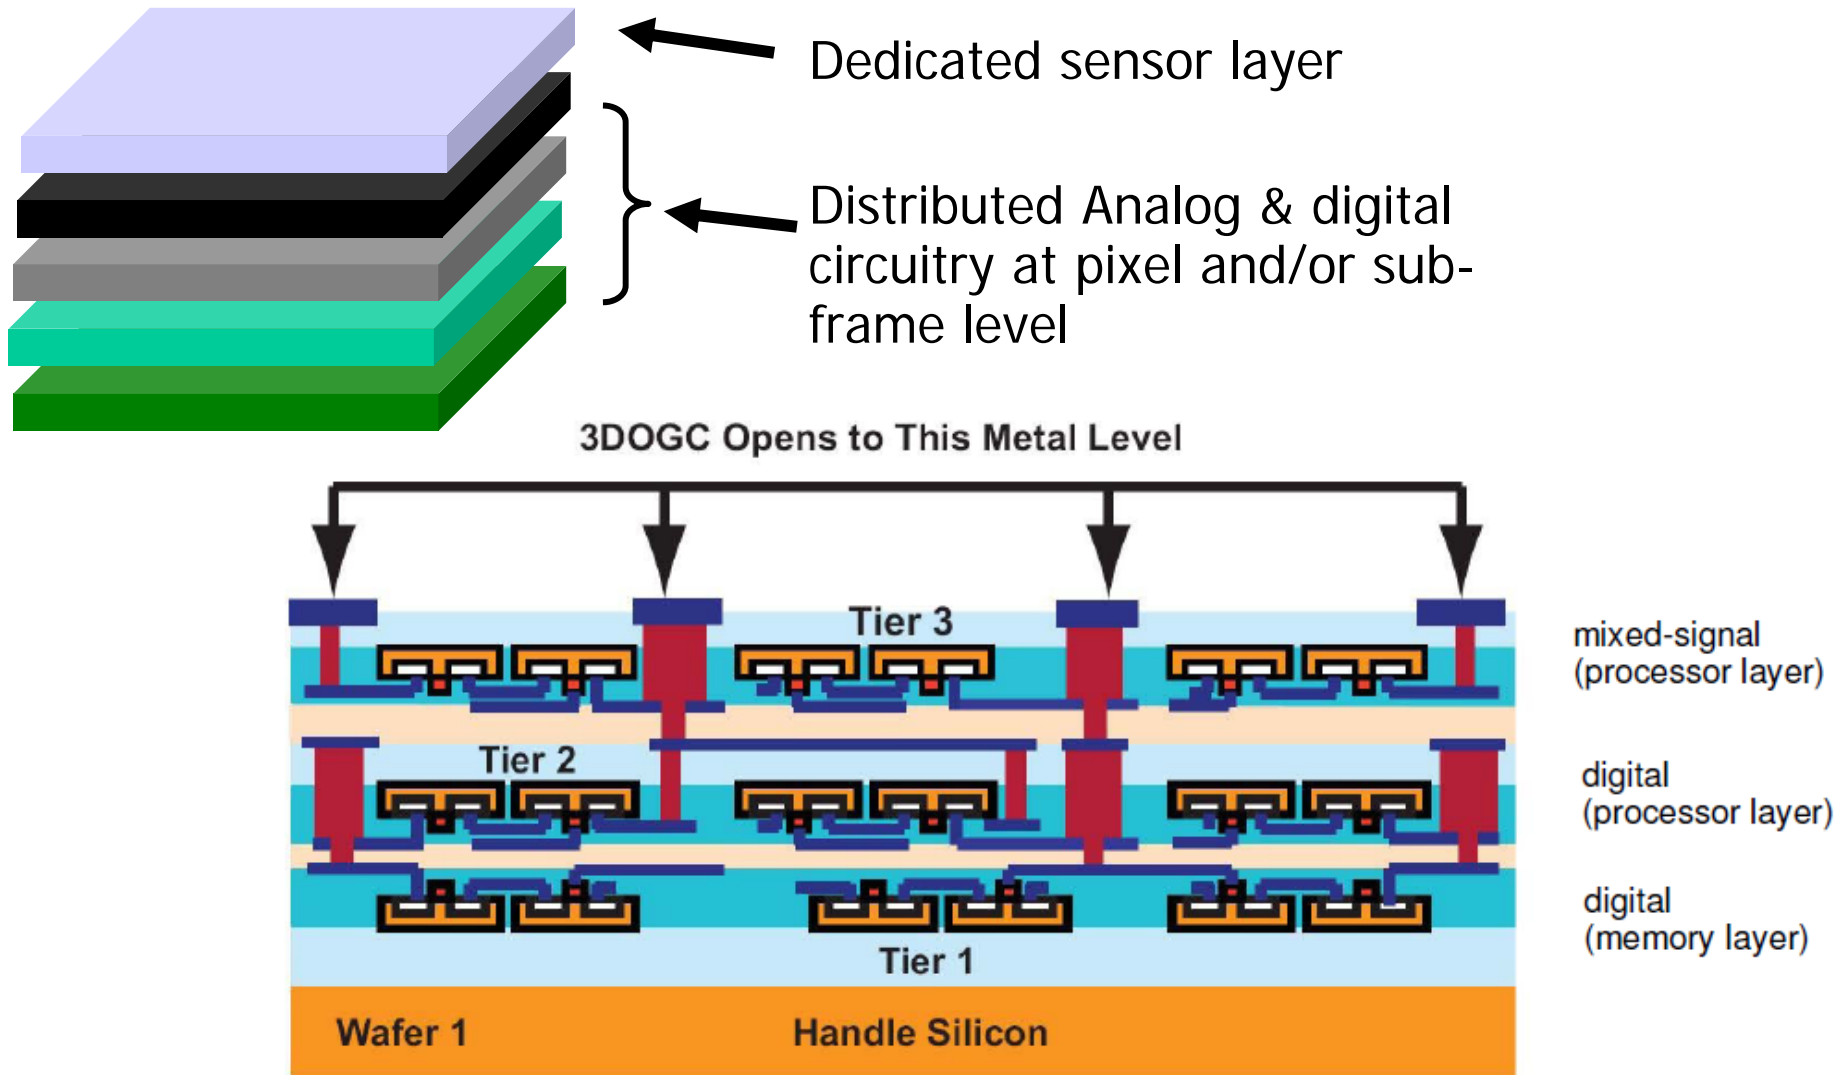 Dedicated sensor layer
Distributed Analog & digital
circuitry at pixel and/or sub-
frame level
3DOGC Opens to This Metal Level
Tier 3
mixed-signal
(processor layer)
Tier 2
digital
(processor layer)
digital
(memory layer)
Tier 1
Wafer 1
Handle Silicon